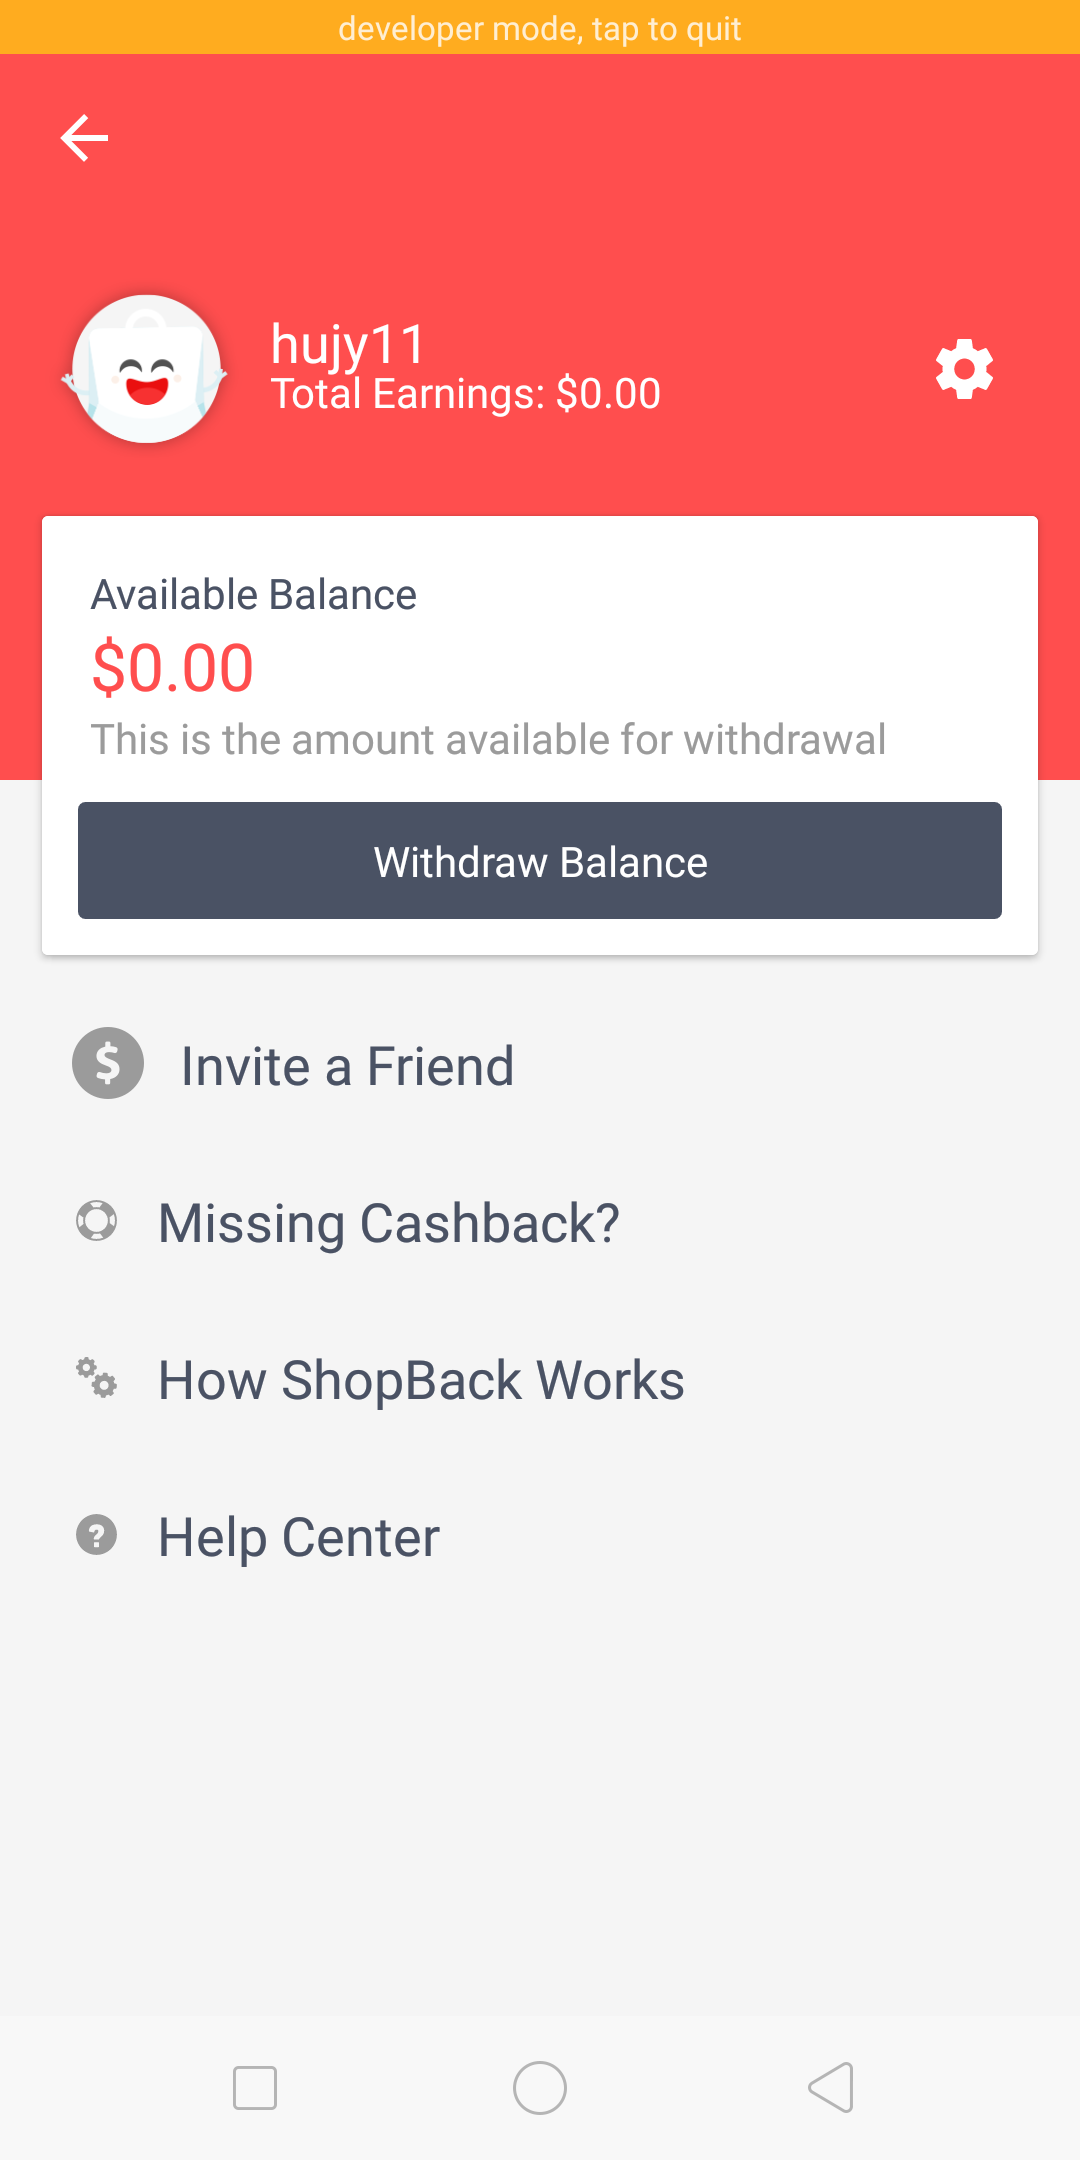 developer mode, tap to quit
hujy11
Total Earnings: $0.00
Available Balance
$0.00
This is the amount available for withdrawal
Withdraw Balance
Invite a Friend
Missing Cashback?
How ShopBack Works
Help Center